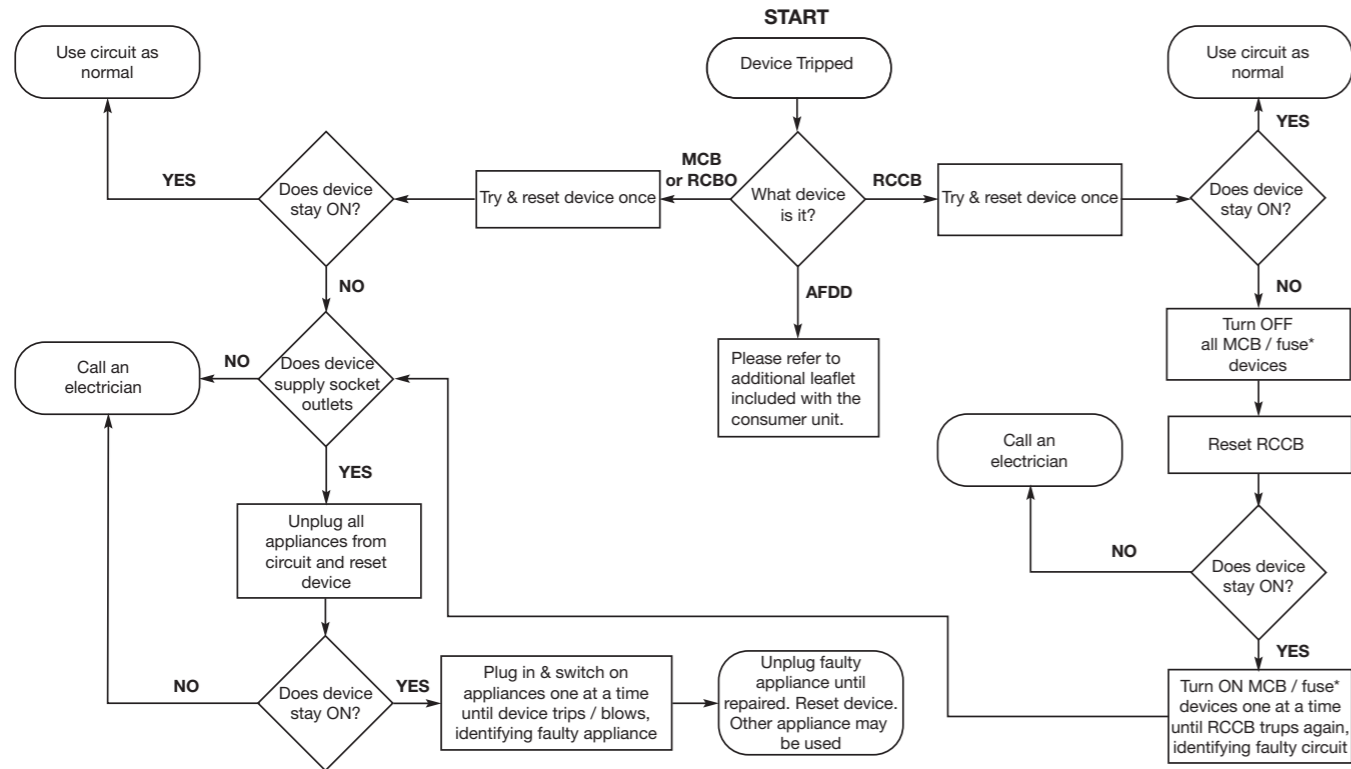 START
Device Tripped
What device
is it?
MCB
or RCBO
Try & reset device once
Does device
stay ON?
YES
Use circuit as
normal
NO
Does device
supply socket
outlets
NO
Call an
electrician
YES
Unplug all
appliances from
circuit and reset
device
Does device
stay ON?
NO
YES
Plug in & switch on
appliances one at a time
until device trips / blows,
identifying faulty appliance
Unplug faulty
appliance until
repaired. Reset device.
Other appliance may
be used
AFDD
Please refer to
additional leaflet
included with the
consumer unit.
RCCB
Try & reset device once
Does device
stay ON?
YES
Use circuit as
normal
NO
Turn OFF
all MCB / fuse*
devices
Reset RCCB
Does device
stay ON?
NO
Call an
electrician
YES
Turn ON MCB / fuse*
devices one at a time
until RCCB trups again,
identifying faulty circuit